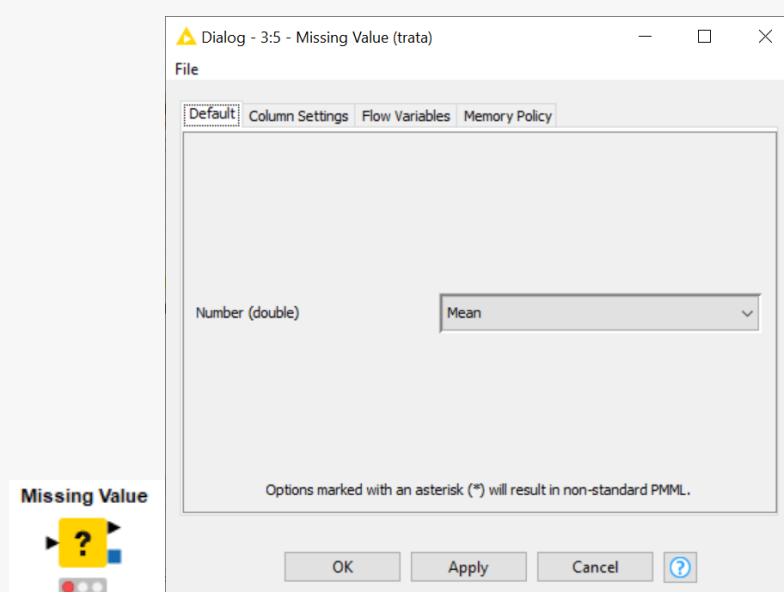 Dialog - 3:5 - Missing Value (trata)
File
Default Column Settings Flow Variables Memory Policy
Number (double) Mean
Options marked with an asterisk (*) will result in non-standard PMML.
Missing Value
?
OK Apply Cancel ?